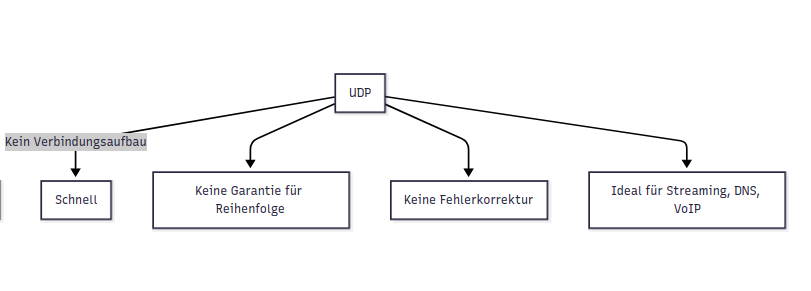 UDP
Kein Verbindungsaufbau
Schnell
Keine Garantie für
Reihenfolge
Keine Fehlerkorrektur
Ideal für Streaming, DNS,
VoIP